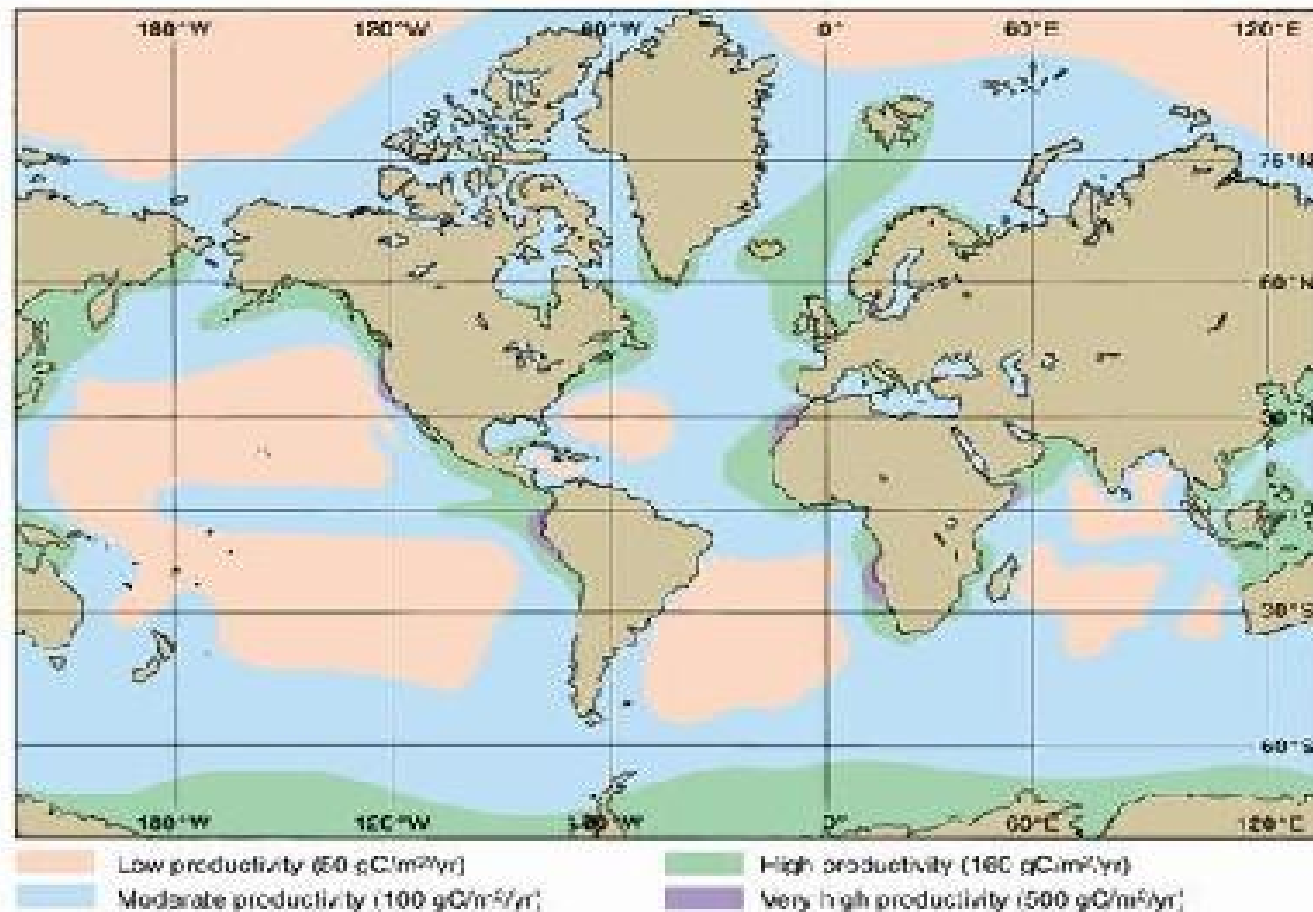 180°W 120°W 60°W 0° 60°E 120°E
75°N
60°N
N
0°
30°S
60°S
180°W 120°W 60°W 0° 60°E 120°E
Low productivity (50 gC/m²/yr)
High productivity (160 gC/m²/yr)
Moderate productivity (100 gC/m²/yr)
Very high productivity (500 gC/m²/yr)